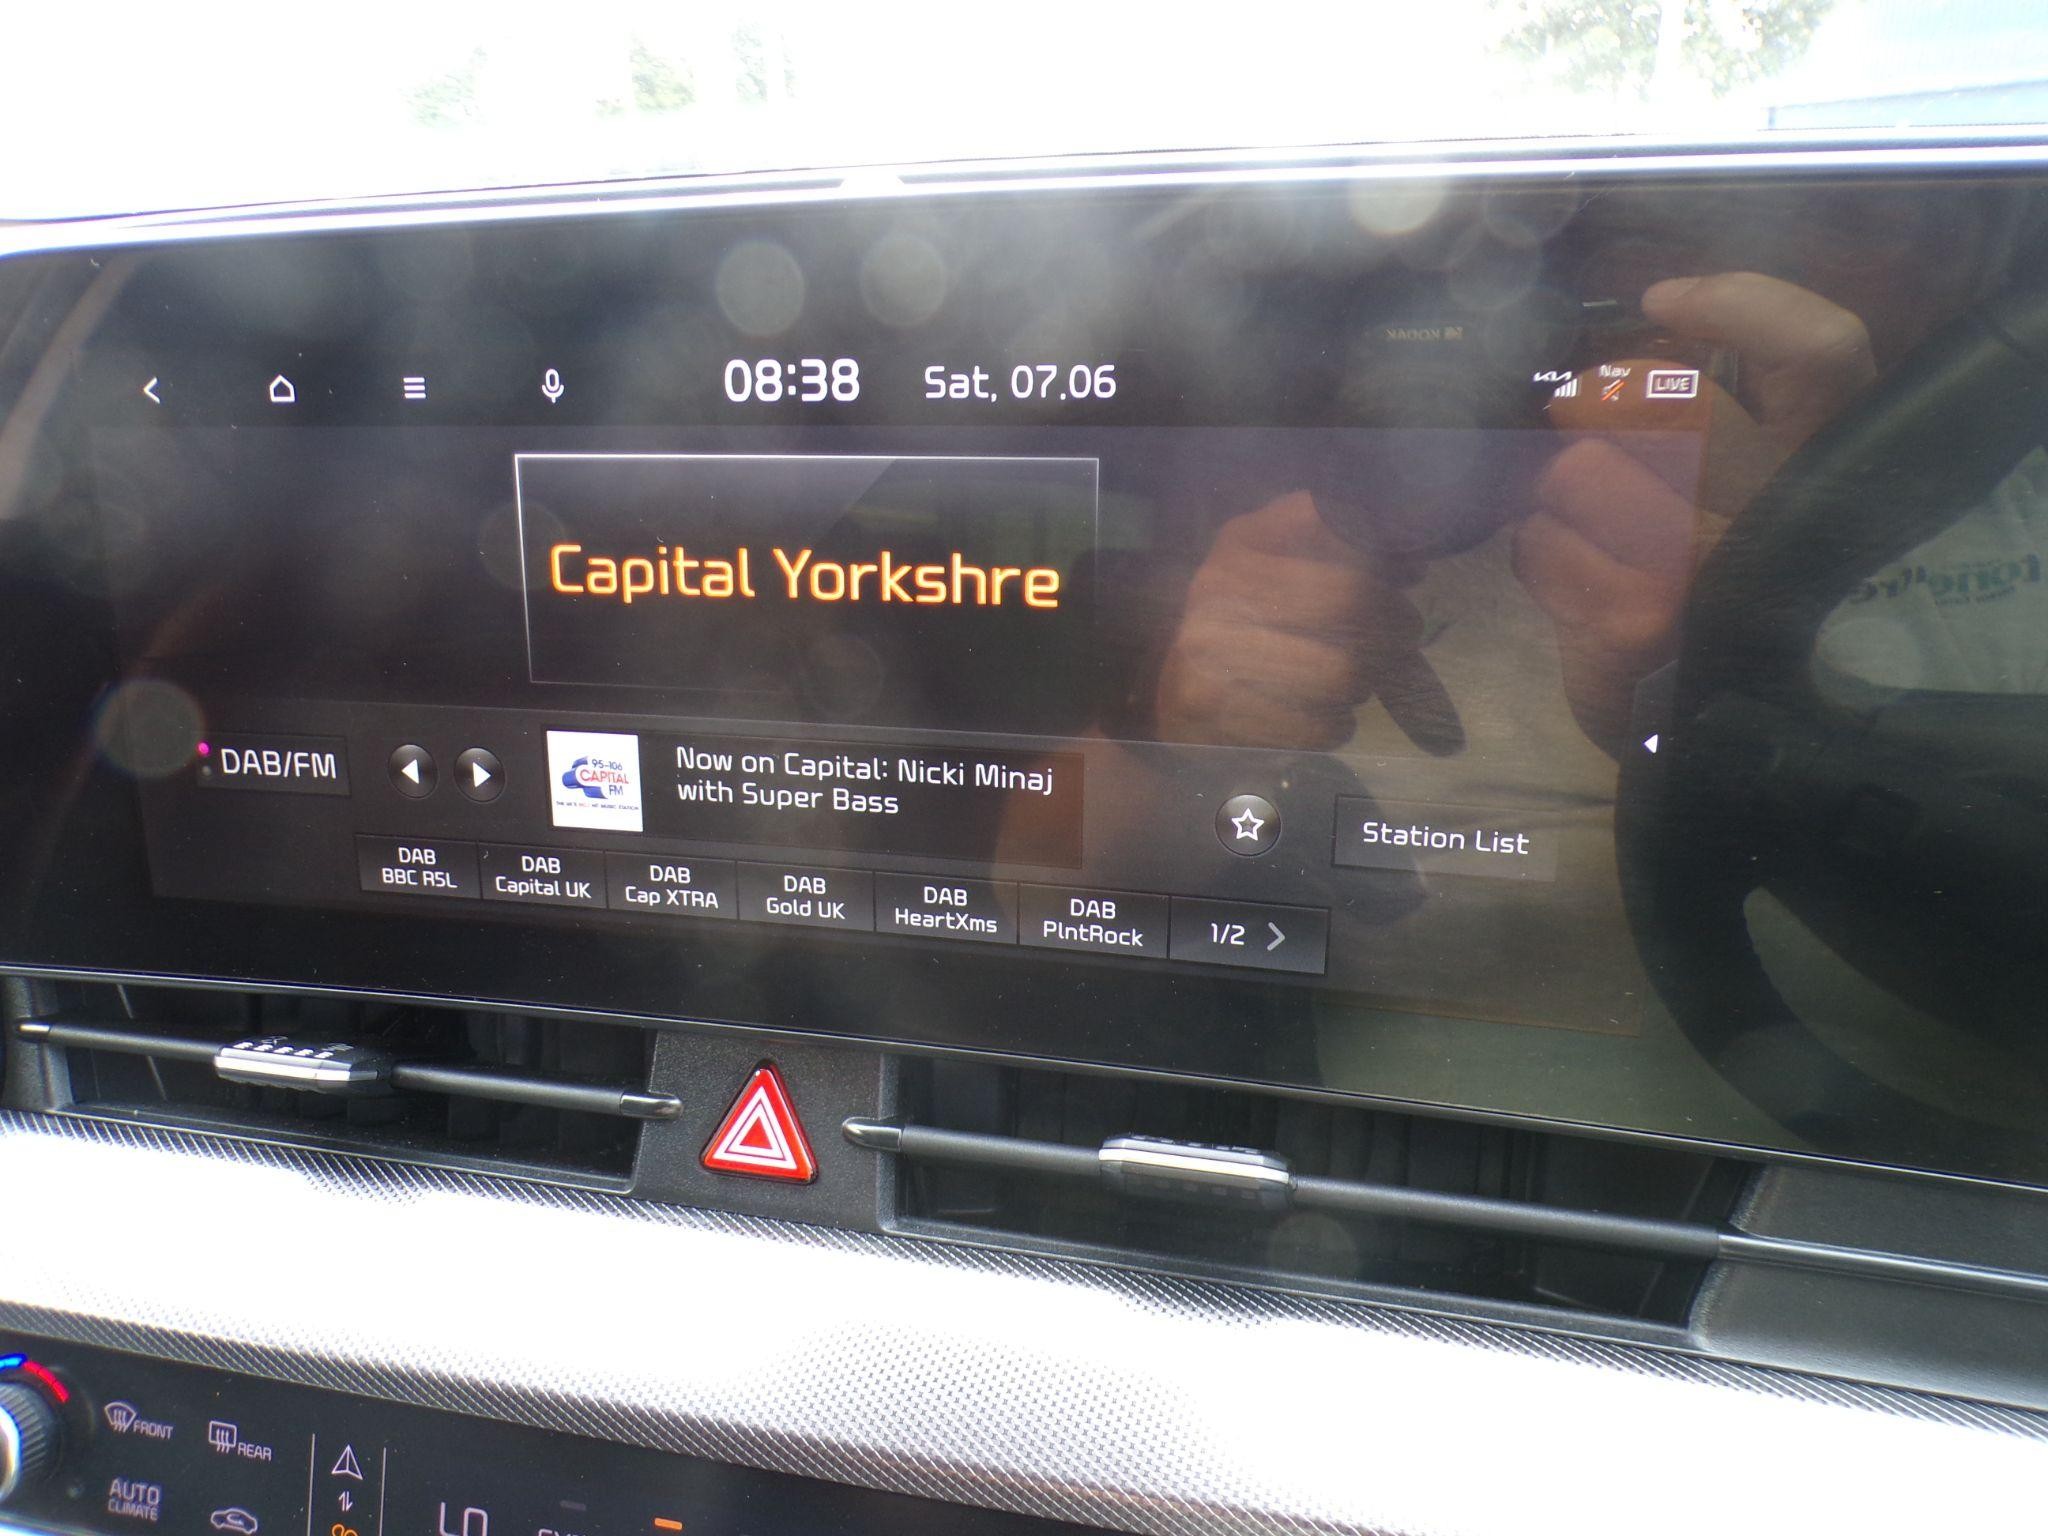 KODAK
08:38 Sat, 07.06
Nav
LIVE
Capital Yorkshre
DAB/FM
95-106
CAPITAL
FM
Now on Capital: Nicki Minaj
with Super Bass
Station List
DAB
BBC R5L
DAB
Capital UK
DAB
Cap XTRA
DAB
Gold UK
DAB
HeartXms
DAB
PlntRock
1/2
FRONT
REAR
AUTO
CLIMATE
LO